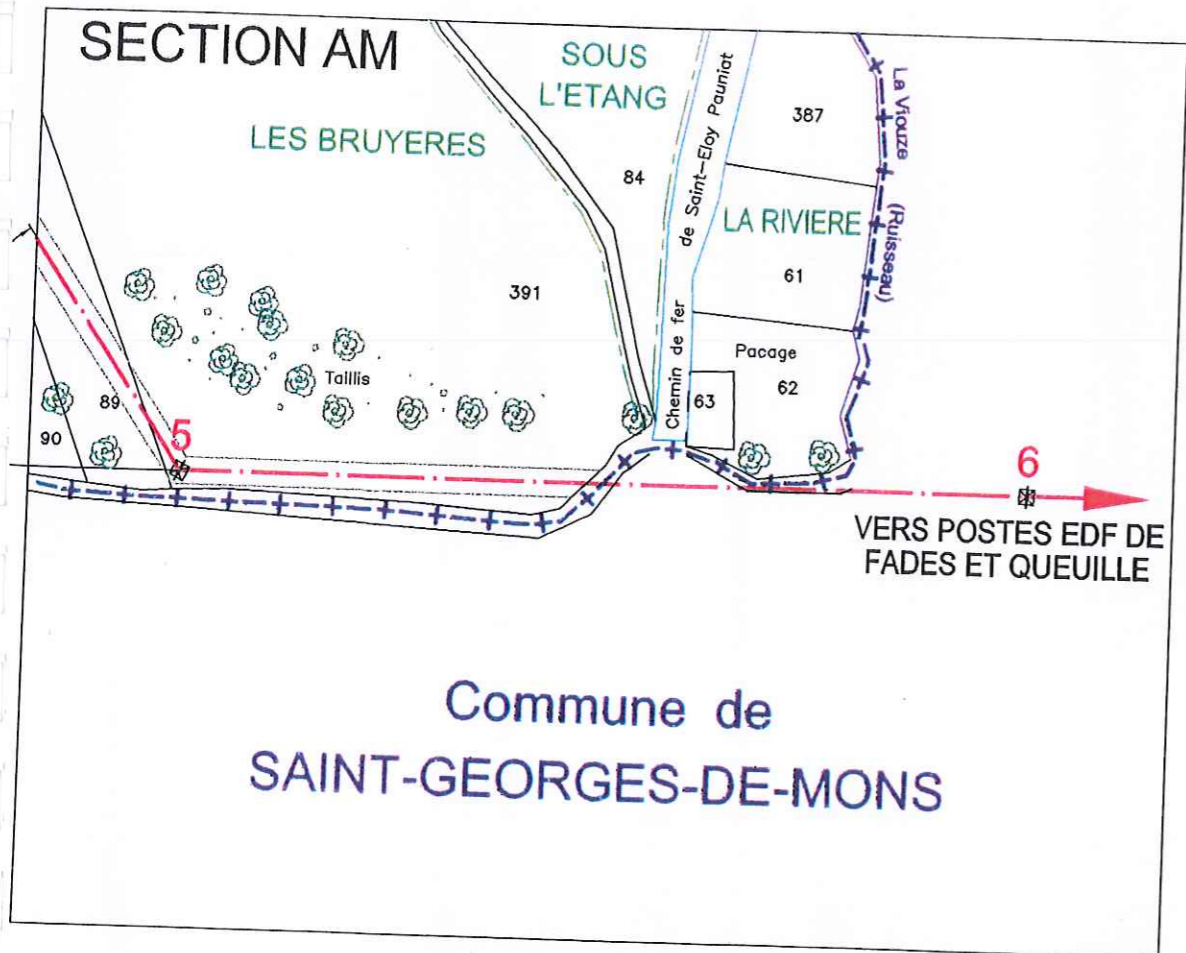 SECTION AM
SOUS
L'ETANG
LES BRUYERES
84
391
Chemin de fer de Saint-Eloy Pauniat
387
LA RIVIERE
61
La Viouze (Ruisseau)
Pacage
62
63
Taillis
89
90
5
6
VERS POSTES EDF DE
FADES ET QUEUILLE
Commune de
SAINT-GEORGES-DE-MONS